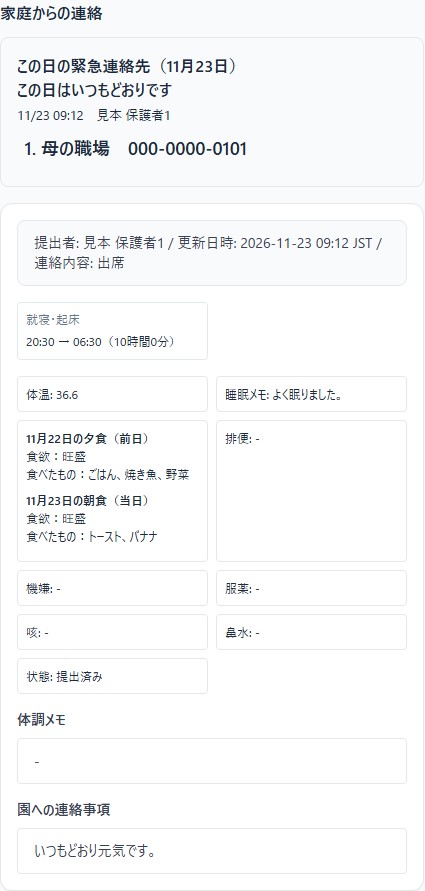 家庭からの連絡
この日の緊急連絡先（11月23日）
この日はいつもどおりです
11/23 09:12　見本 保護者1
1. 母の職場　000-0000-0101
提出者: 見本 保護者1 / 更新日時: 2026-11-23 09:12 JST /
連絡内容: 出席
就寝・起床
20:30 → 06:30（10時間0分）
体温: 36.6
睡眠メモ: よく眠りました。
11月22日の夕食（前日）
食欲：旺盛
食べたもの：ごはん、焼き魚、野菜
11月23日の朝食（当日）
食欲：旺盛
食べたもの：トースト、バナナ
排便: -
機嫌: -
服薬: -
咳: -
鼻水: -
状態: 提出済み
体調メモ
-
園への連絡事項
いつもどおり元気です。